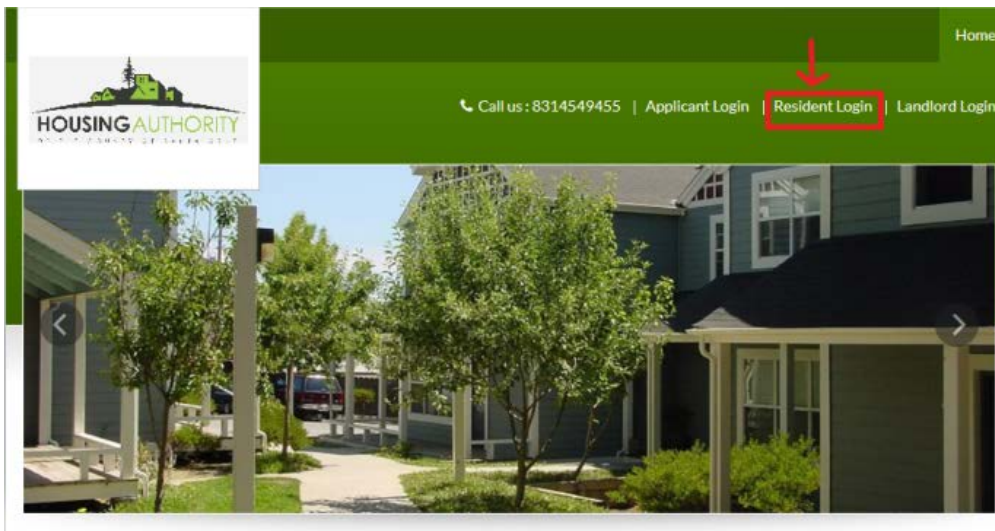 Home
Call us : 8314549455 | Applicant Login | Resident Login | Landlord Login
HOUSING AUTHORITY